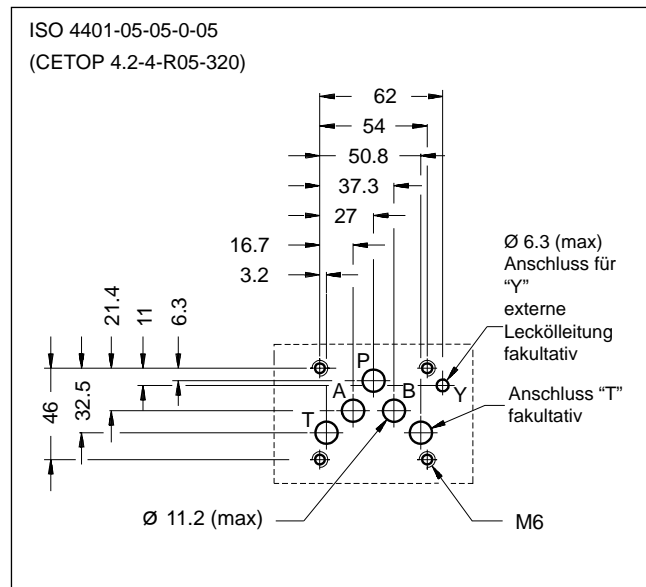 ISO 4401-05-05-0-05
(CETOP 4.2-4-R05-320)
62
54
50.8
37.3
27
16.7
3.2
Ø 6.3 (max)
Anschluss für
“Y”
externe
Leckölleitung
fakultativ
46
32.5
21.4
11
6.3
P
A
B
Y
T
Anschluss “T”
fakultativ
Ø 11.2 (max)
M6